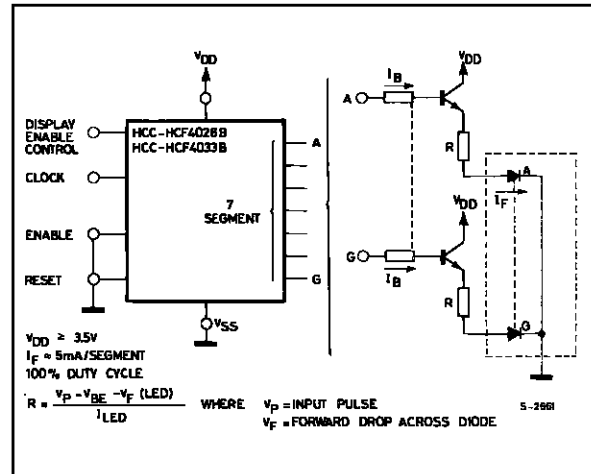 VDD
DISPLAY
ENABLE
CONTROL
CLOCK
ENABLE
RESET
HCC-HCF4026B
HCC-HCF4033B
7
SEGMENT
A
G
VSS
A
IB
VDD
R
A
IF
VDD
G
IB
R
G
VDD ≥ 3.5V
IF ≈ 5mA/SEGMENT
100% DUTY CYCLE
R = VP - VBE - VF (LED) / ILED WHERE VP = INPUT PULSE
VF = FORWARD DROP ACROSS DIODE
S-2661